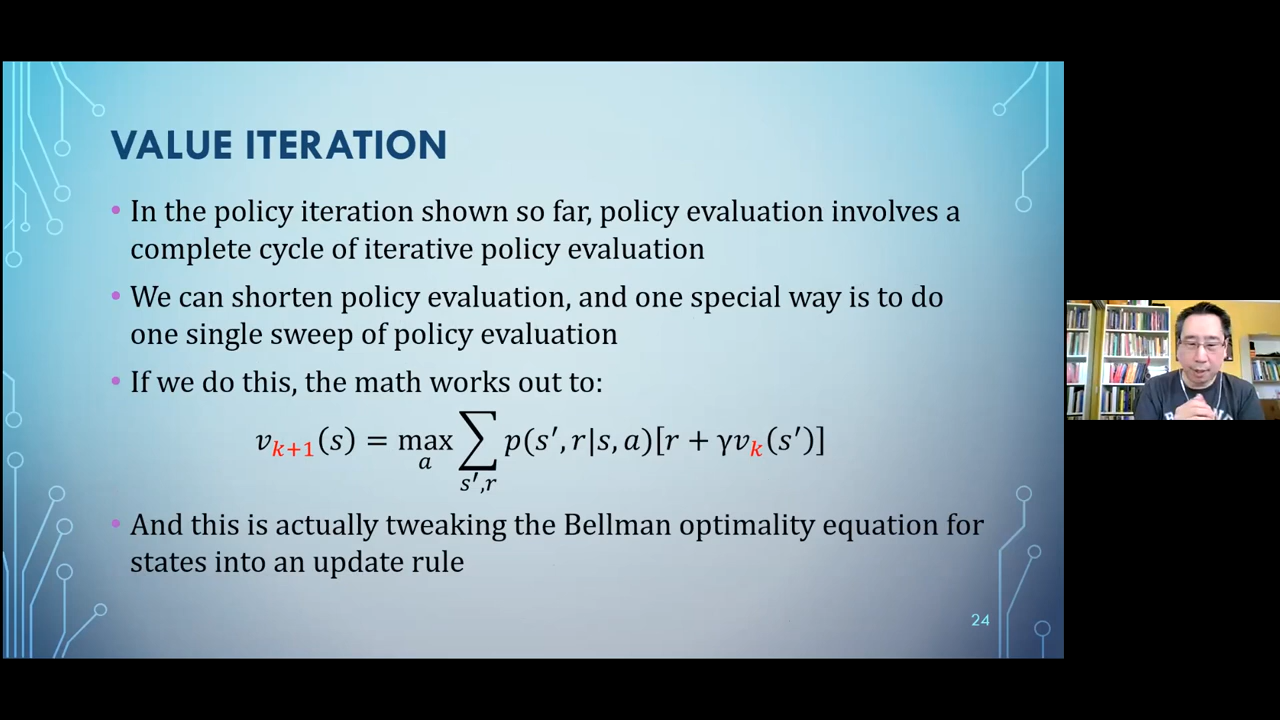 VALUE ITERATION
• In the policy iteration shown so far, policy evaluation involves a
complete cycle of iterative policy evaluation
• We can shorten policy evaluation, and one special way is to do
one single sweep of policy evaluation
• If we do this, the math works out to:
v_{k+1}(s) = max_a ∑_{s′,r} p(s′, r|s, a)[r + γv_k(s′)]
• And this is actually tweaking the Bellman optimality equation for
states into an update rule
24